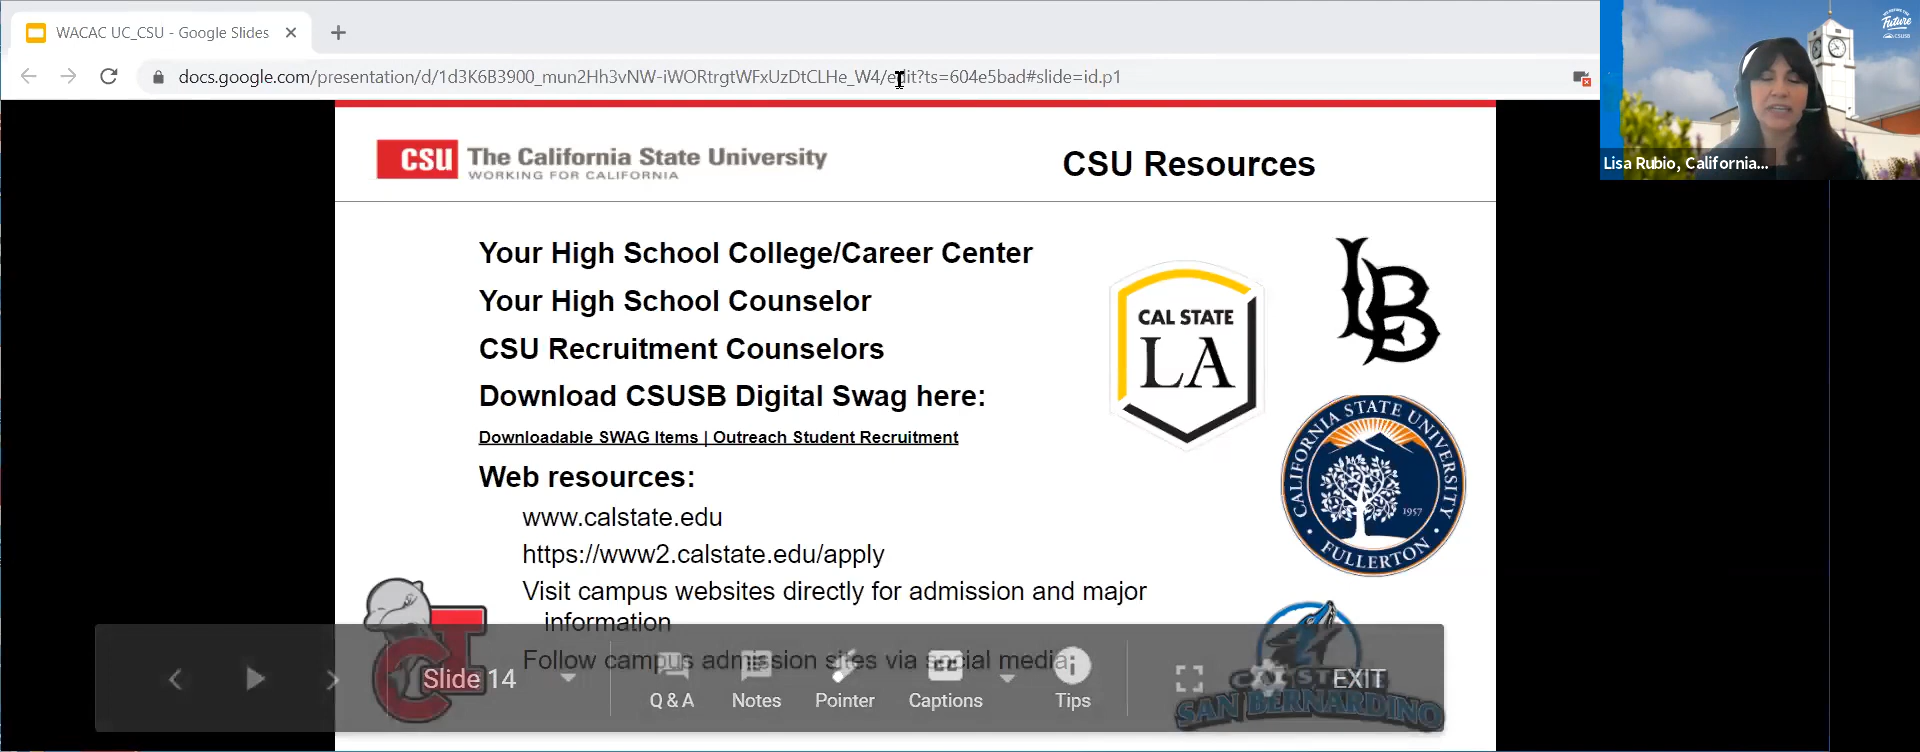 WACAC UC_CSU - Google Slides
docs.google.com/presentation/d/1d3K6B3900_mun2Hh3vNW-iWORtrgtWFxUzDtCLHe_W4/edit?ts=604e5bad#slide=id.p1
Future
CSUSB
Lisa Rubio, California...
CSU The California State University
WORKING FOR CALIFORNIA
CSU Resources
Your High School College/Career Center
Your High School Counselor
CSU Recruitment Counselors
Download CSUSB Digital Swag here:
Downloadable SWAG Items | Outreach Student Recruitment
Web resources:
www.calstate.edu
https://www2.calstate.edu/apply
Visit campus websites directly for admission and major
information
Follow campus admission sites via social media
CAL STATE
LA
LB
CALIFORNIA STATE UNIVERSITY
1957
FULLERTON
CAL STATE
SAN BERNARDINO
CI
Slide 14
Q & A
Notes
Pointer
Captions
Tips
EXIT